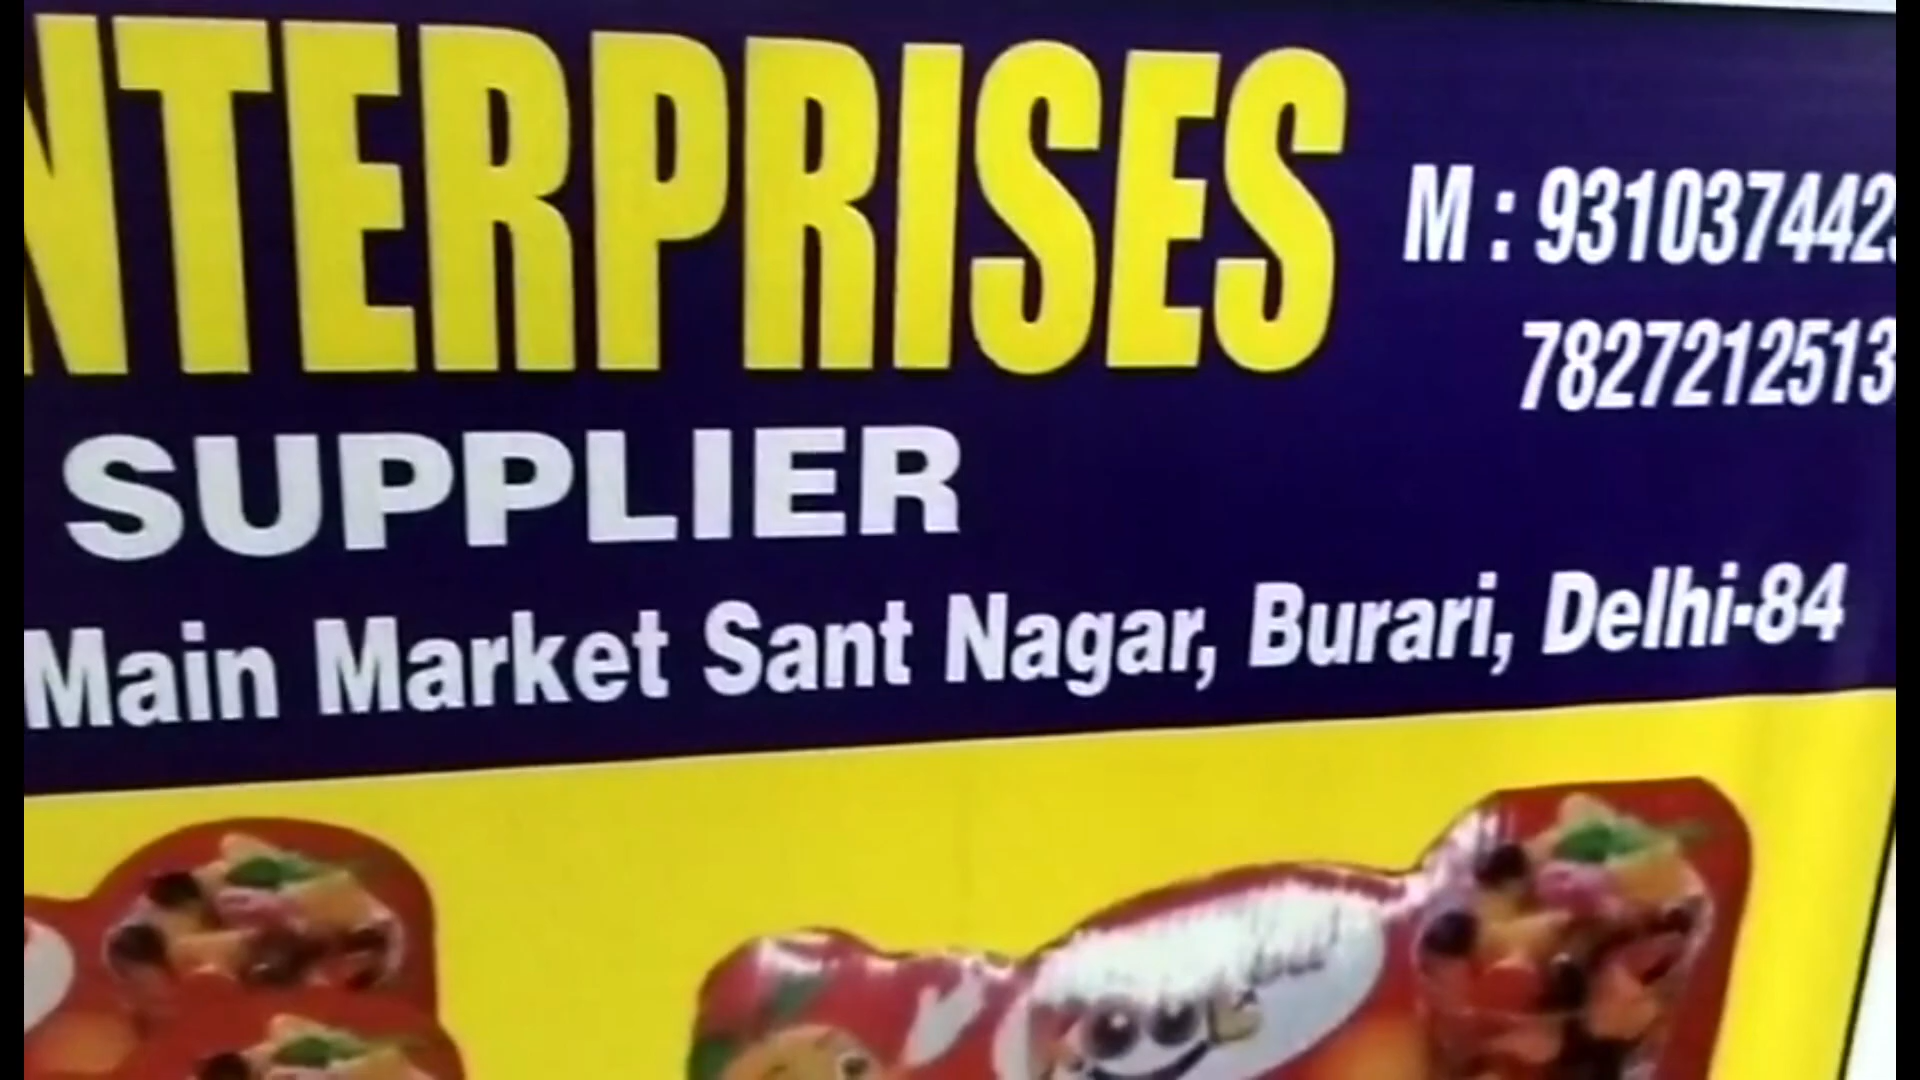 NTERPRISES
M : 931037442
7827212513
SUPPLIER
Main Market Sant Nagar, Burari, Delhi-84